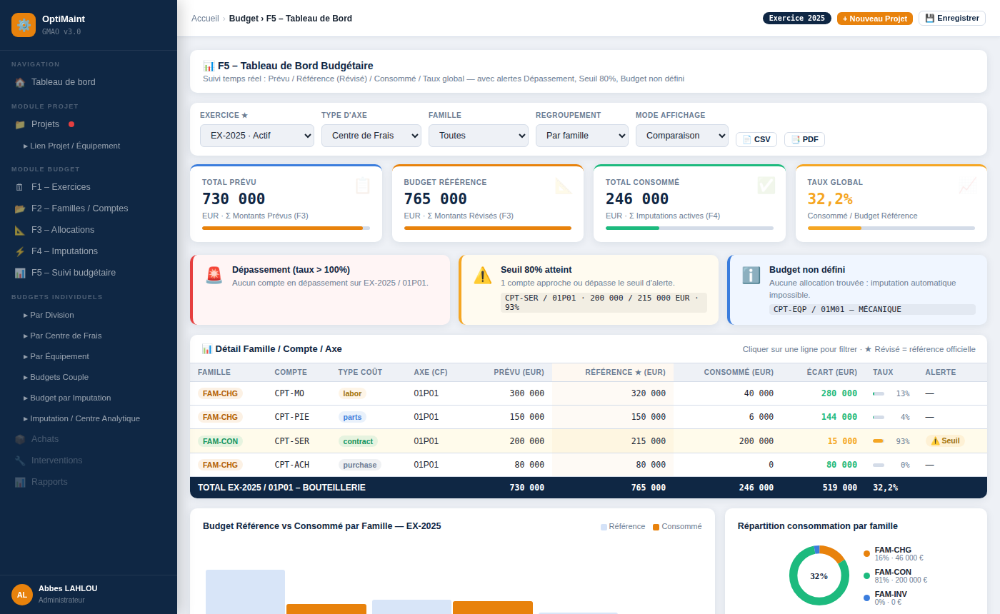 OptiMaint
GMAO v3.0
NAVIGATION
Tableau de bord
MODULE PROJET
Projets
▸ Lien Projet / Équipement
MODULE BUDGET
F1 – Exercices
F2 – Familles / Comptes
F3 – Allocations
F4 – Imputations
F5 – Suivi budgétaire
BUDGETS INDIVIDUELS
▸ Par Division
▸ Par Centre de Frais
▸ Par Équipement
▸ Budgets Couple
▸ Budget par Imputation
▸ Imputation / Centre Analytique
Achats
Interventions
Rapports
AL
Abbes LAHLOU
Administrateur
Accueil › Budget › F5 – Tableau de Bord
Exercice 2025
+ Nouveau Projet
💾 Enregistrer
📊 F5 – Tableau de Bord Budgétaire
Suivi temps réel : Prévu / Référence (Révisé) / Consommé / Taux global — avec alertes Dépassement, Seuil 80%, Budget non défini
EXERCICE ★ TYPE D'AXE FAMILLE REGROUPEMENT MODE AFFICHAGE
EX-2025 · Actif Centre de Frais Toutes Par famille Comparaison 📄 CSV 📑 PDF
TOTAL PRÉVU
730 000
EUR · Σ Montants Prévus (F3)
BUDGET RÉFÉRENCE
765 000
EUR · Σ Montants Révisés (F3)
TOTAL CONSOMMÉ
246 000
EUR · Σ Imputations actives (F4)
TAUX GLOBAL
32,2%
Consommé / Budget Référence
Dépassement (taux > 100%)
Aucun compte en dépassement sur EX-2025 / 01P01.
Seuil 80% atteint
1 compte approche ou dépasse le seuil d'alerte.
CPT-SER / 01P01 · 200 000 / 215 000 EUR ·
93%
Budget non défini
Aucune allocation trouvée : imputation automatique
impossible.
CPT-EQP / 01M01 — MÉCANIQUE
📊 Détail Famille / Compte / Axe
Cliquer sur une ligne pour filtrer · ★ Révisé = référence officielle
FAMILLE COMPTE TYPE COÛT AXE (CF) PRÉVU (EUR) RÉFÉRENCE ★ (EUR) CONSOMMÉ (EUR) ÉCART (EUR) TAUX ALERTE
FAM-CHG CPT-MO labor 01P01 300 000 320 000 40 000 280 000 13% —
FAM-CHG CPT-PIE parts 01P01 150 000 150 000 6 000 144 000 4% —
FAM-CON CPT-SER contract 01P01 200 000 215 000 200 000 15 000 93% ⚠️ Seuil
FAM-CHG CPT-ACH purchase 01P01 80 000 80 000 0 80 000 0% —
TOTAL EX-2025 / 01P01 – BOUTEILLERIE 730 000 765 000 246 000 519 000 32,2%
Budget Référence vs Consommé par Famille — EX-2025
Référence Consommé
Répartition consommation par famille
32%
FAM-CHG
16% · 46 000 €
FAM-CON
81% · 200 000 €
FAM-INV
0% · 0 €